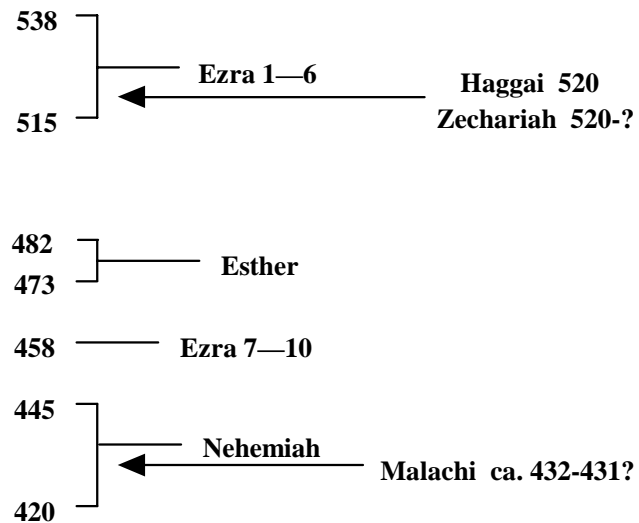 538
Ezra 1—6
Haggai 520
515
Zechariah 520-?
482
Esther
473
458
Ezra 7—10
445
Nehemiah
Malachi ca. 432-431?
420